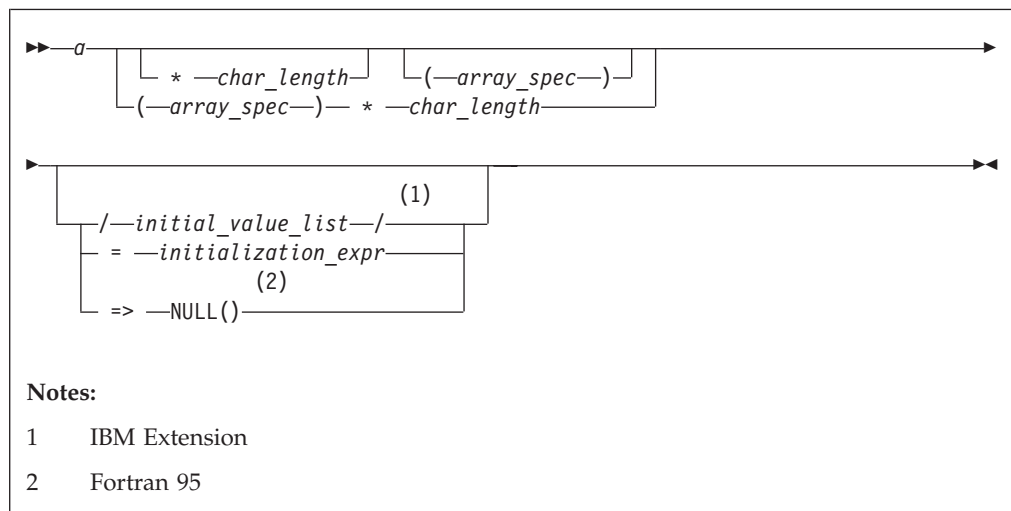 a
* char_length (array_spec)
(array_spec) * char_length
(1)
/initial_value_list/
= initialization_expr
(2)
=> NULL()
Notes:
1 IBM Extension
2 Fortran 95